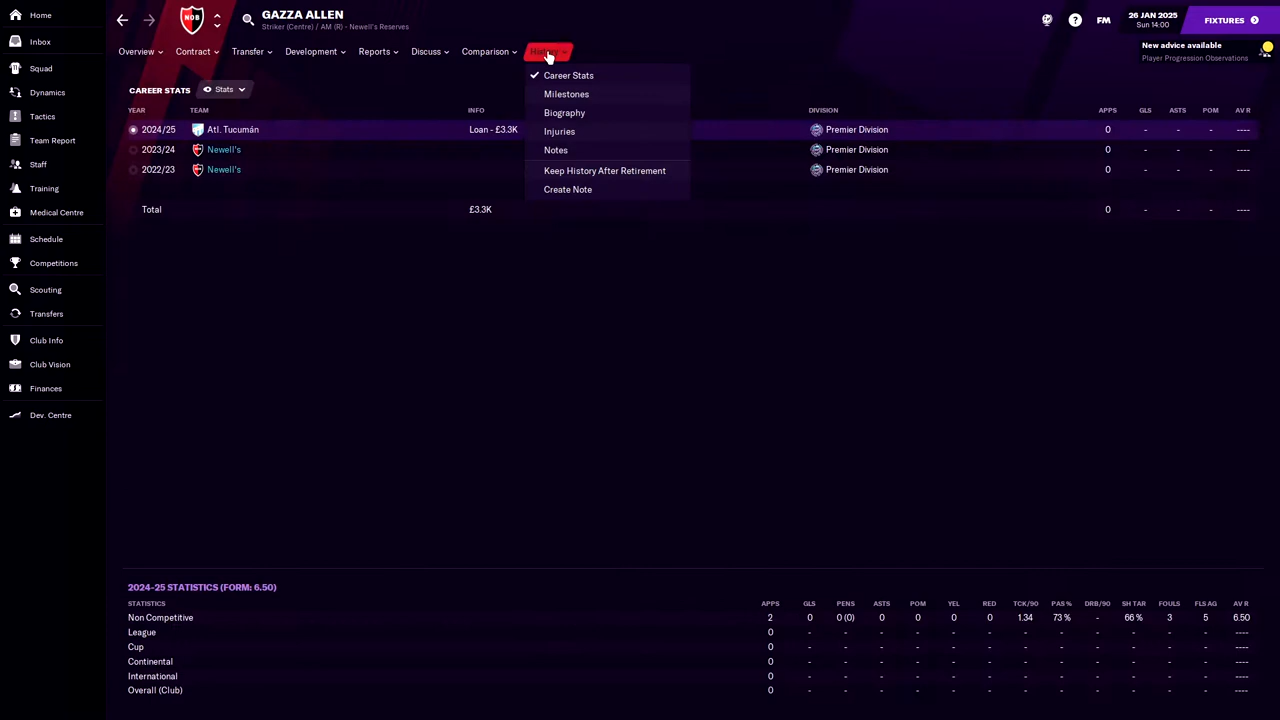 GAZZA ALLEN
Striker (Centre) / AM (R) - Newell's Reserves
FM
26 JAN 2025
Sun 14:00
FIXTURES
New advice available
Player Progression Observations
Home
Inbox
Squad
Dynamics
Tactics
Team Report
Staff
Training
Medical Centre
Schedule
Competitions
Scouting
Transfers
Club Info
Club Vision
Finances
Dev. Centre
Overview Contract Transfer Development Reports Discuss Comparison History
Career Stats
Milestones
Biography
Injuries
Notes
Keep History After Retirement
Create Note
CAREER STATS Stats
YEAR TEAM INFO DIVISION APPS GLS ASTS POM AV R
2024/25 Atl. Tucumán Loan - £3.3K Premier Division 0 - - - ----
2023/24 Newell's Premier Division 0 - - - ----
2022/23 Newell's Premier Division 0 - - - ----
Total £3.3K 0 - - - ----
2024-25 STATISTICS (FORM: 6.50)
STATISTICS APPS GLS PENS ASTS POM YEL RED TCK/90 PAS % DRB/90 SH TAR FOULS FLS AG AV R
Non Competitive 2 0 0 (0) 0 0 0 0 1.34 73 % - 66 % 3 5 6.50
League 0 - - - - - - - - - - - - ----
Cup 0 - - - - - - - - - - - - ----
Continental 0 - - - - - - - - - - - - ----
International 0 - - - - - - - - - - - - ----
Overall (Club) 0 - - - - - - - - - - - - ----